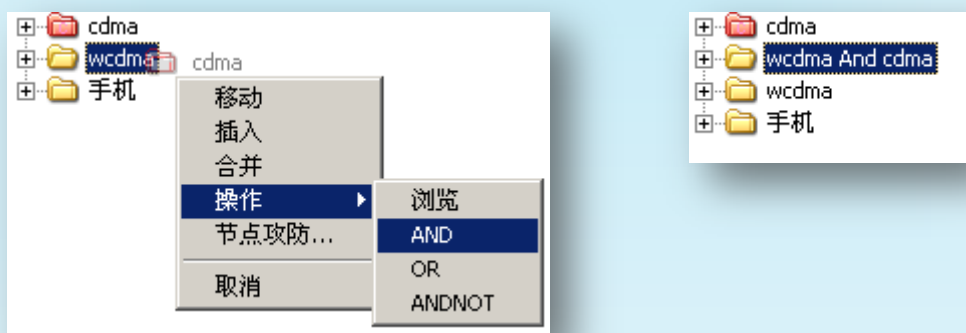 cdma
wcdma cdma
手机
移动
插入
合并
操作
节点攻防...
取消
浏览
AND
OR
ANDNOT
cdma
wcdma And cdma
wcdma
手机